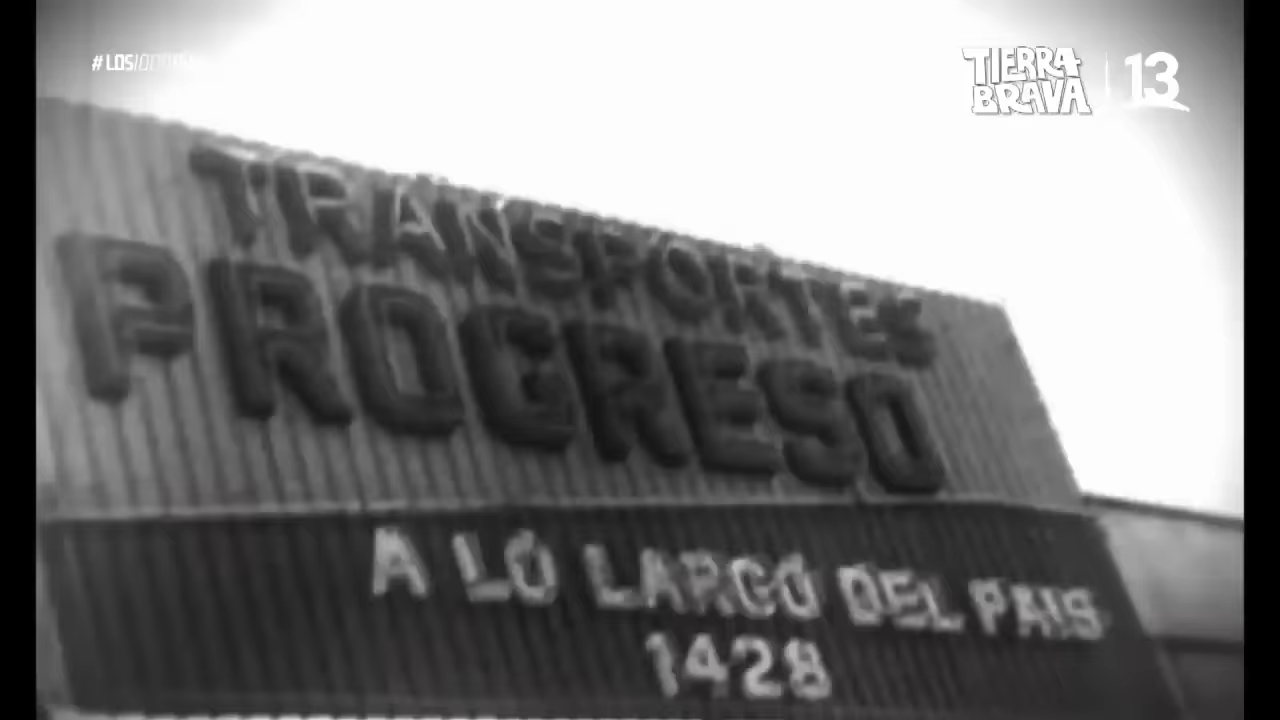 TIERRA
BRAVA 13
TRANSPORTES
PROGRESO
A LO LARGO DEL PAIS
1428